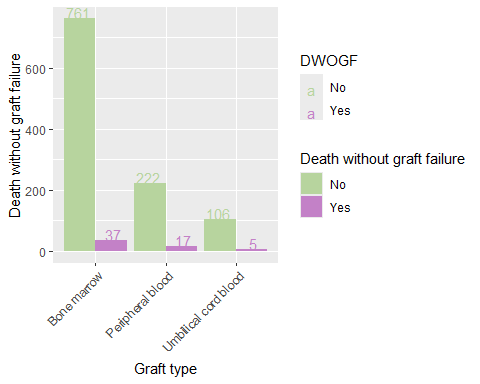 Death without graft failure
0
200
400
600
761
37
222
17
106
5
Bone marrow
Peripheral blood
Umbilical cord blood
Graft type
DWOGF
a No
a Yes
Death without graft failure
No
Yes